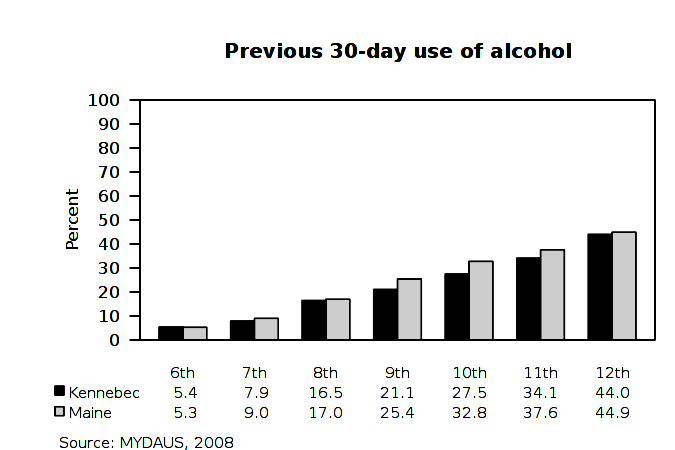 Previous 30-day use of alcohol
100
90
80
70
60
50
40
30
20
10
0
Percent
6th 7th 8th 9th 10th 11th 12th
Kennebec 5.4 7.9 16.5 21.1 27.5 34.1 44.0
Maine 5.3 9.0 17.0 25.4 32.8 37.6 44.9
Source: MYDAUS, 2008